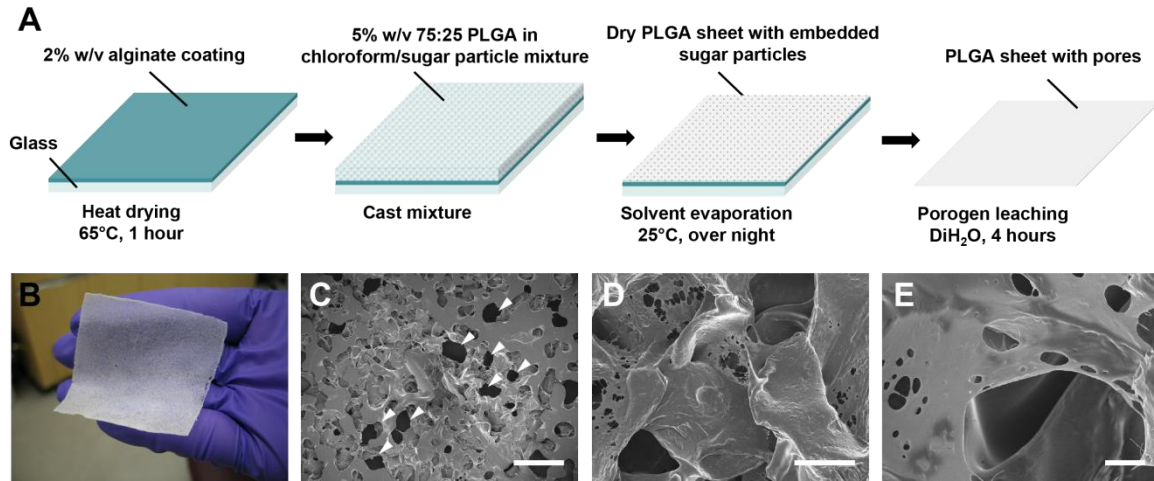 A
2% w/v alginate coating
Glass
Heat drying
65°C, 1 hour
5% w/v 75:25 PLGA in
chloroform/sugar particle mixture
Cast mixture
Dry PLGA sheet with embedded
sugar particles
Solvent evaporation
25°C, over night
PLGA sheet with pores
Porogen leaching
DiH₂O, 4 hours
B
C
D
E